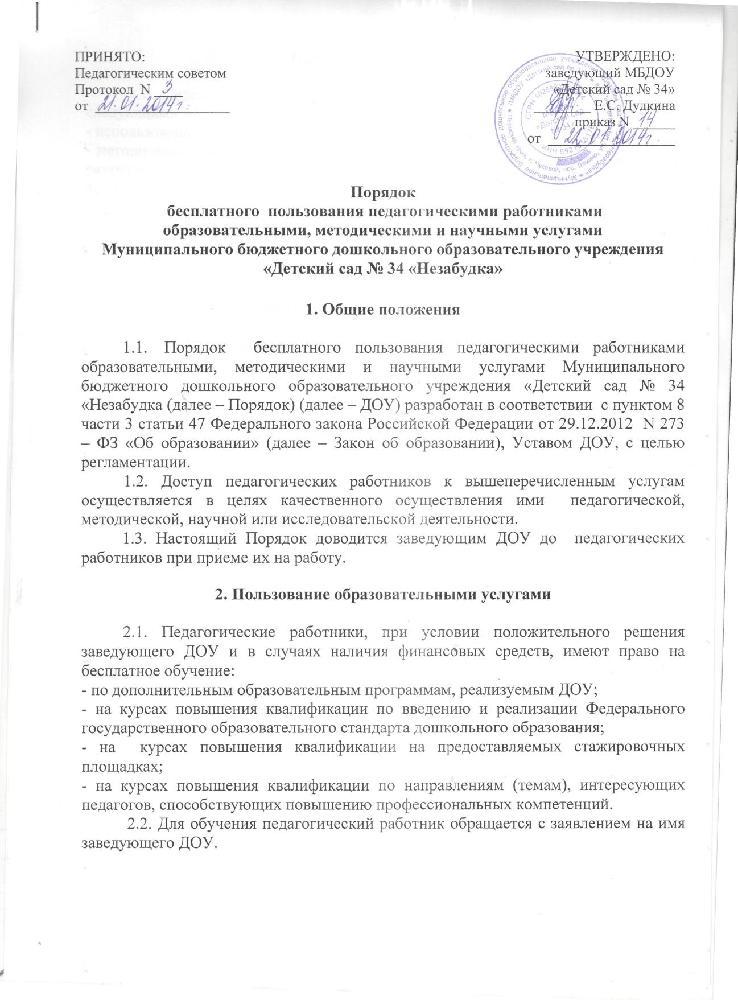 ПРИНЯТО:
Педагогическим советом
Протокол N 3
от 21.01.2014г.
УТВЕРЖДЕНО:
заведующий МБДОУ
«Детский сад № 34»
Е.С. Дудкина
приказ N 14
от 22.01.2014г.
Порядок
бесплатного пользования педагогическими работниками
образовательными, методическими и научными услугами
Муниципального бюджетного дошкольного образовательного учреждения
«Детский сад № 34 «Незабудка»
1. Общие положения
1.1. Порядок бесплатного пользования педагогическими работниками
образовательными, методическими и научными услугами Муниципального
бюджетного дошкольного образовательного учреждения «Детский сад № 34
«Незабудка (далее – Порядок) (далее – ДОУ) разработан в соответствии с пунктом 8
части 3 статьи 47 Федерального закона Российской Федерации от 29.12.2012 N 273
– ФЗ «Об образовании» (далее – Закон об образовании), Уставом ДОУ, с целью
регламентации.
1.2. Доступ педагогических работников к вышеперечисленным услугам
осуществляется в целях качественного осуществления ими педагогической,
методической, научной или исследовательской деятельности.
1.3. Настоящий Порядок доводится заведующим ДОУ до педагогических
работников при приеме их на работу.
2. Пользование образовательными услугами
2.1. Педагогические работники, при условии положительного решения
заведующего ДОУ и в случаях наличия финансовых средств, имеют право на
бесплатное обучение:
- по дополнительным образовательным программам, реализуемым ДОУ;
- на курсах повышения квалификации по введению и реализации Федерального
государственного образовательного стандарта дошкольного образования;
- на курсах повышения квалификации на предоставляемых стажировочных
площадках;
- на курсах повышения квалификации по направлениям (темам), интересующих
педагогов, способствующих повышению профессиональных компетенций.
2.2. Для обучения педагогический работник обращается с заявлением на имя
заведующего ДОУ.